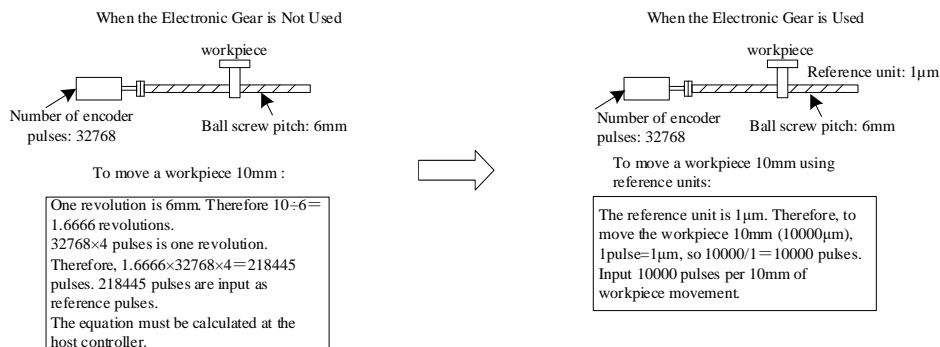 When the Electronic Gear is Not Used
workpiece
Number of encoder
pulses: 32768
Ball screw pitch: 6mm
To move a workpiece 10mm :
One revolution is 6mm. Therefore 10÷6＝
1.6666 revolutions.
32768×4 pulses is one revolution.
Therefore, 1.6666×32768×4＝218445
pulses. 218445 pulses are input as
reference pulses.
The equation must be calculated at the
host controller.
When the Electronic Gear is Used
workpiece
Reference unit: 1μm
Number of encoder
pulses: 32768
Ball screw pitch: 6mm
To move a workpiece 10mm using
reference units:
The reference unit is 1μm. Therefore, to
move the workpiece 10mm (10000μm),
1pulse=1μm, so 10000/1＝10000 pulses.
Input 10000 pulses per 10mm of
workpiece movement.